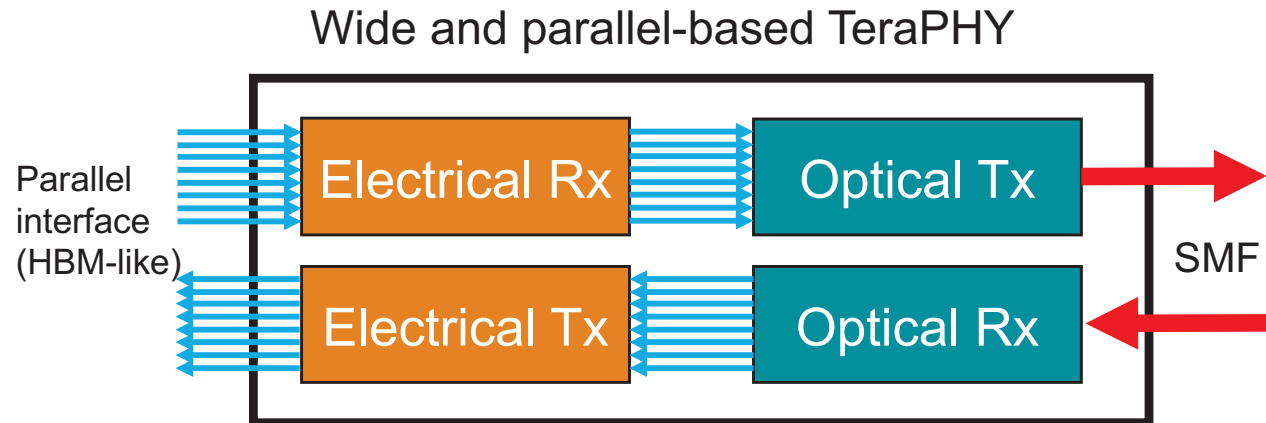 Wide and parallel-based TeraPHY
Parallel
interface
(HBM-like)
Electrical Rx
Optical Tx
Electrical Tx
Optical Rx
SMF